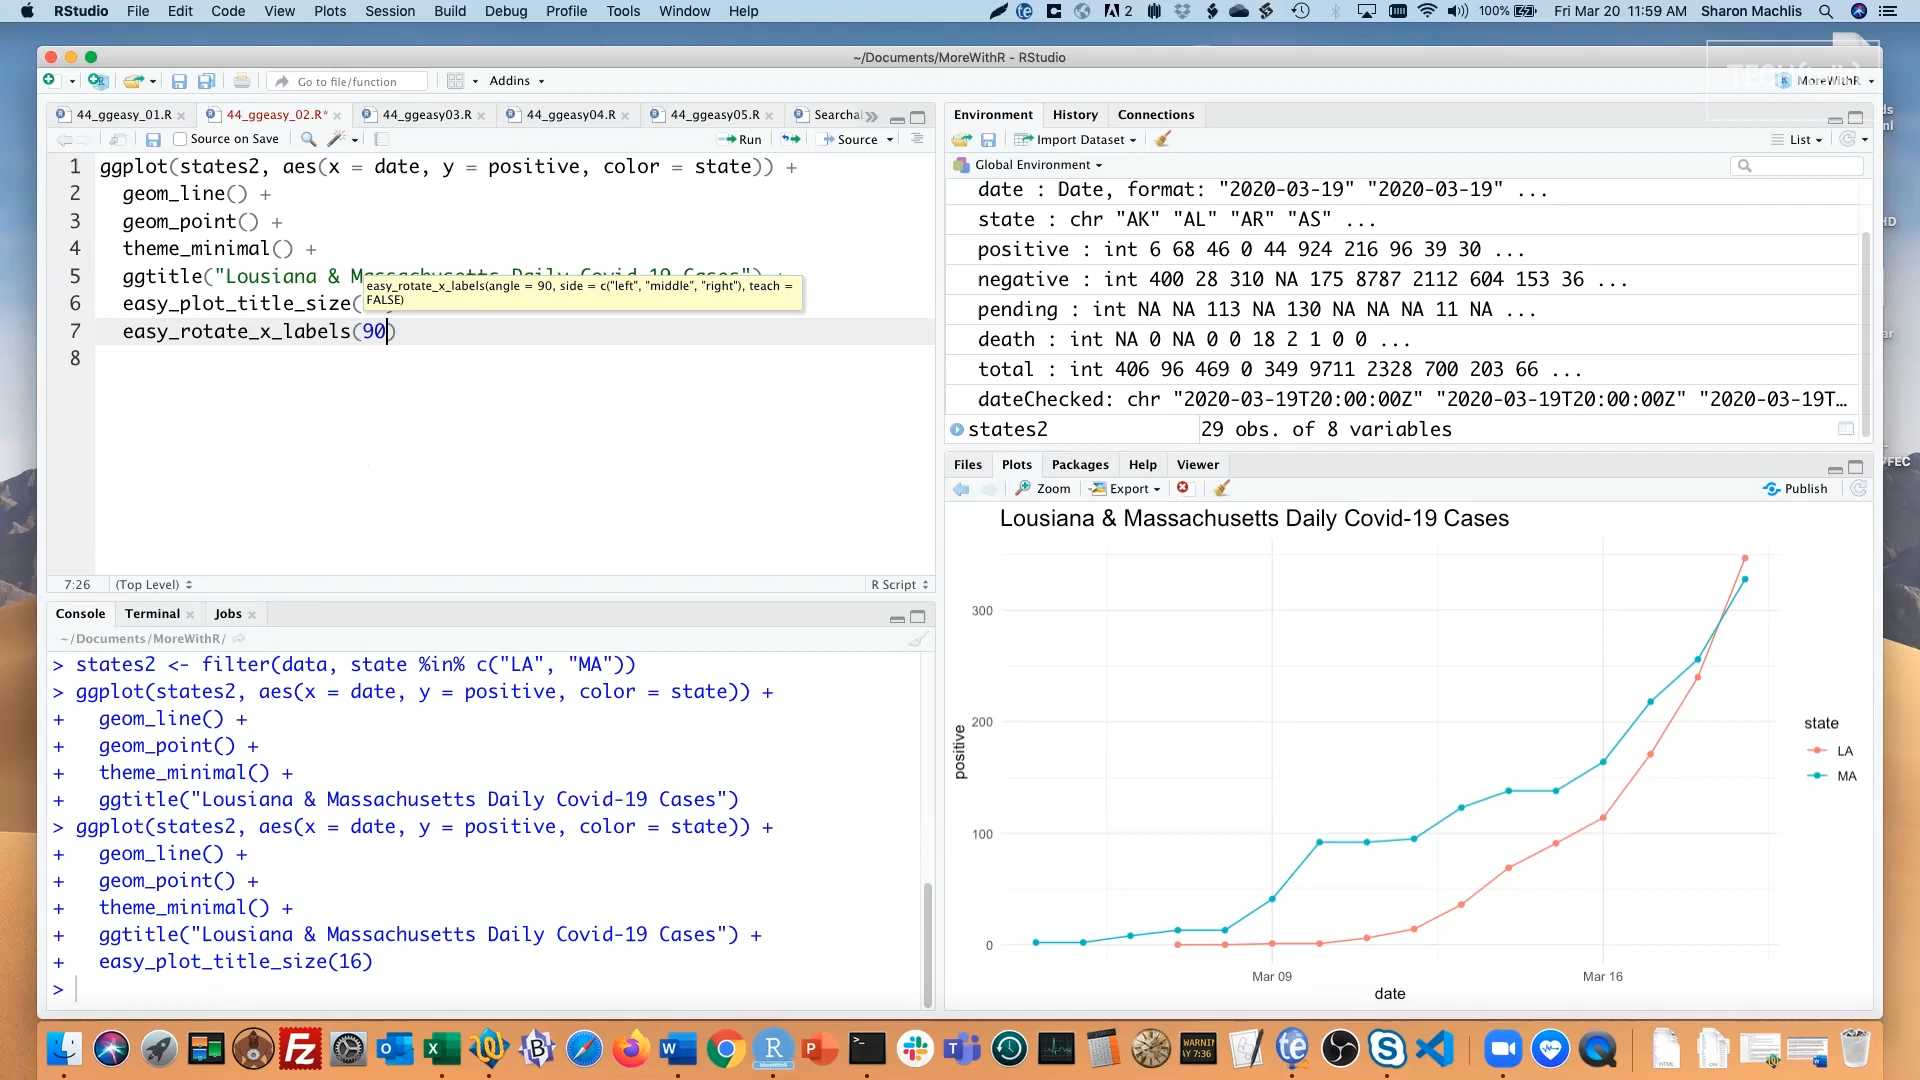 RStudio File Edit Code View Plots Session Build Debug Profile Tools Window Help 2 100% Fri Mar 20 11:59 AM Sharon Machlis
~/Documents/MoreWithR - RStudio
Go to file/function Addins MoreWithR
44_ggeasy_01.R 44_ggeasy_02.R* 44_ggeasy03.R 44_ggeasy04.R 44_ggeasy05.R Searchal
Source on Save Run Source
1 ggplot(states2, aes(x = date, y = positive, color = state)) +
2 geom_line() +
3 geom_point() +
4 theme_minimal() +
5 ggtitle("Lousiana & Massachusetts Daily Covid-19 Cases") +
easy_rotate_x_labels(angle = 90, side = c("left", "middle", "right"), teach =
FALSE)
6 easy_plot_title_size(
7 easy_rotate_x_labels(90)
8
7:26 (Top Level) R Script
Console Terminal Jobs
~/Documents/MoreWithR/
> states2 <- filter(data, state %in% c("LA", "MA"))
> ggplot(states2, aes(x = date, y = positive, color = state)) +
+ geom_line() +
+ geom_point() +
+ theme_minimal() +
+ ggtitle("Lousiana & Massachusetts Daily Covid-19 Cases")
> ggplot(states2, aes(x = date, y = positive, color = state)) +
+ geom_line() +
+ geom_point() +
+ theme_minimal() +
+ ggtitle("Lousiana & Massachusetts Daily Covid-19 Cases") +
+ easy_plot_title_size(16)
>
Environment History Connections
Import Dataset List
Global Environment
date : Date, format: "2020-03-19" "2020-03-19" ...
state : chr "AK" "AL" "AR" "AS" ...
positive : int 6 68 46 0 44 924 216 96 39 30 ...
negative : int 400 28 310 NA 175 8787 2112 604 153 36 ...
pending : int NA NA 113 NA 130 NA NA NA 11 NA ...
death : int NA 0 NA 0 0 18 2 1 0 0 ...
total : int 406 96 469 0 349 9711 2328 700 203 66 ...
dateChecked: chr "2020-03-19T20:00:00Z" "2020-03-19T20:00:00Z" "2020-03-19T...
states2 29 obs. of 8 variables
Files Plots Packages Help Viewer
Zoom Export Publish
Lousiana & Massachusetts Daily Covid-19 Cases
300
200
100
0
positive
Mar 09 Mar 16
date
state
LA
MA